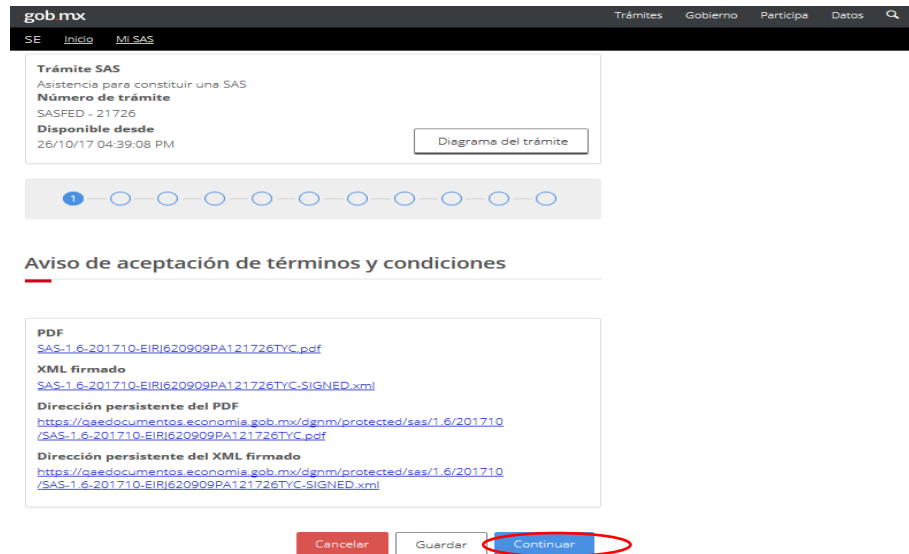 gob.mx Trámites Gobierno Participa Datos
SE Inicio Mi SAS
Trámite SAS
Asistencia para constituir una SAS
Número de trámite
SASFED - 21726
Disponible desde
26/10/17 04:39:08 PM
Diagrama del trámite
1
Aviso de aceptación de términos y condiciones
PDF
SAS-1.6-201710-EIRJ620909PA121726TYC.pdf
XML firmado
SAS-1.6-201710-EIRJ620909PA121726TYC-SIGNED.xml
Dirección persistente del PDF
https://qaedocumentos.economia.gob.mx/dgnm/protected/sas/1.6/201710
/SAS-1.6-201710-EIRJ620909PA121726TYC.pdf
Dirección persistente del XML firmado
https://qaedocumentos.economia.gob.mx/dgnm/protected/sas/1.6/201710
/SAS-1.6-201710-EIRJ620909PA121726TYC-SIGNED.xml
Cancelar Guardar Continuar